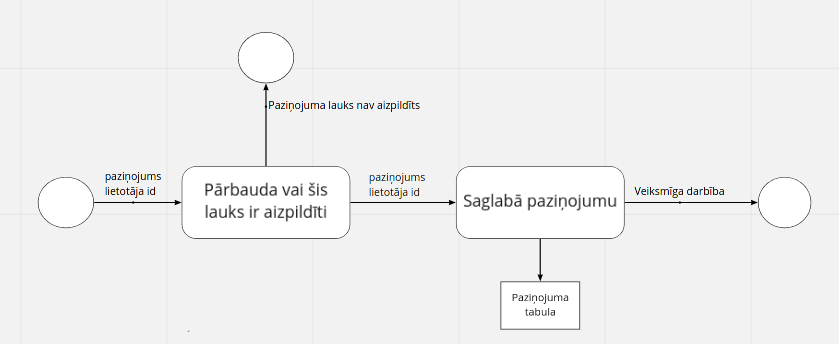 Paziņojuma lauks nav aizpildīts
paziņojums
lietotāja id
Pārbauda vai šis
lauks ir aizpildīti
paziņojums
lietotāja id
Saglabā paziņojumu
Veiksmīga darbība
Paziņojuma
tabula